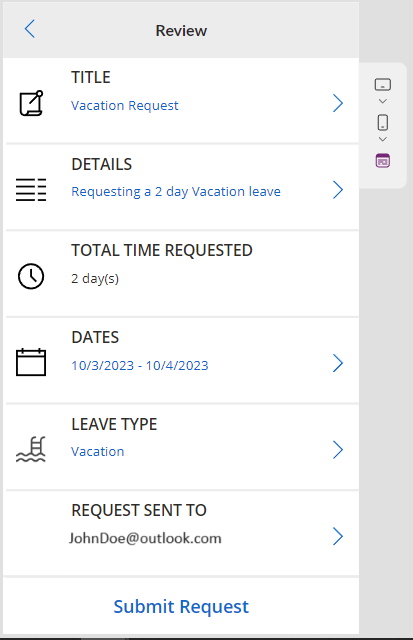 Review
TITLE
Vacation Request
DETAILS
Requesting a 2 day Vacation leave
TOTAL TIME REQUESTED
2 day(s)
DATES
10/3/2023 - 10/4/2023
LEAVE TYPE
Vacation
REQUEST SENT TO
JohnDoe@outlook.com
Submit Request